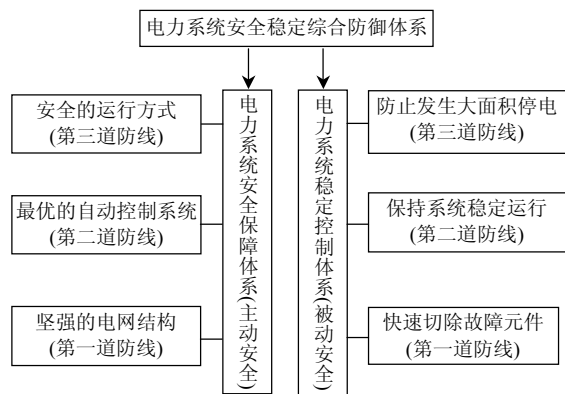 电力系统安全稳定综合防御体系
安全的运行方式
(第三道防线)
最优的自动控制系统
(第二道防线)
坚强的电网结构
(第一道防线)
电力系统安全保障体系(主动安全)
电力系统稳定控制体系(被动安全)
防止发生大面积停电
(第三道防线)
保持系统稳定运行
(第二道防线)
快速切除故障元件
(第一道防线)